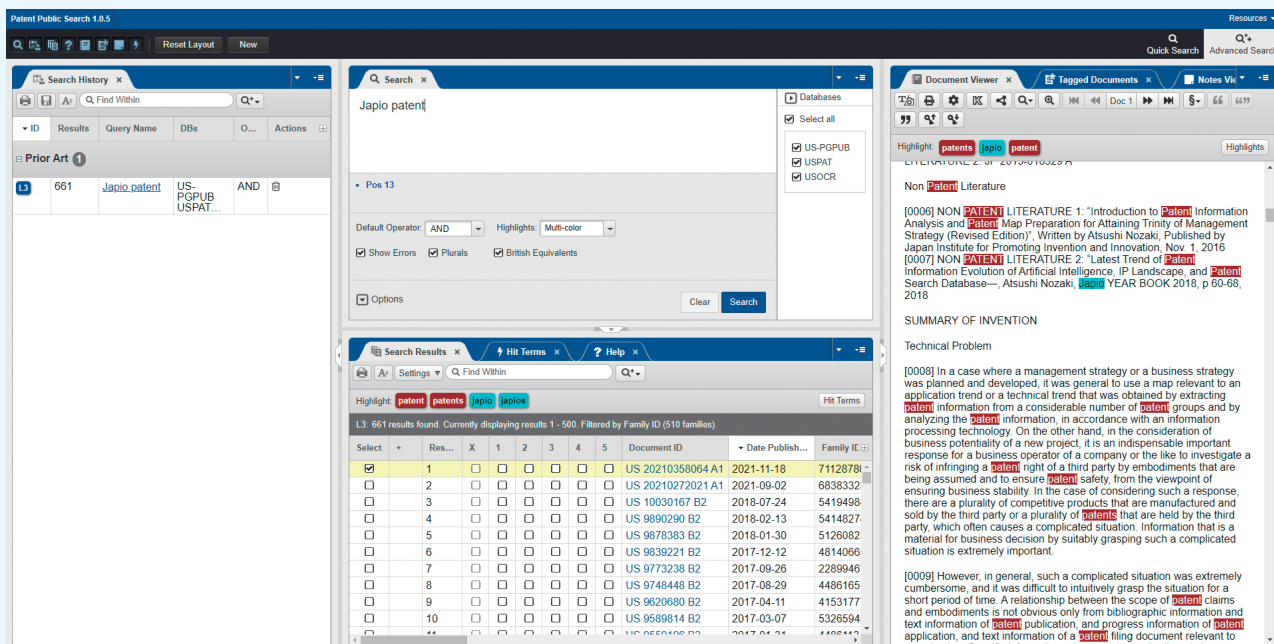 Patent Public Search 1.0.5
Resources
Reset Layout
New
Quick Search
Advanced Search
Search History ×
Find Within
ID Results Query Name DBs O... Actions
Prior Art 1
L3 661 Japio patent US-PGPUB USPAT... AND
Search ×
Japio patent
Pos 13
Default Operator: AND Highlights: Multi-color
Show Errors Plurals British Equivalents
Options
Clear
Search
Databases
Select all
US-PGPUB
USPAT
USOCR
Search Results × Hit Terms × ? Help ×
Settings Find Within
Highlight: patent patents japio japios Hit Terms
L3: 661 results found. Currently displaying results 1 - 500. Filtered by Family ID (510 families).
Select + Res... X 1 2 3 4 5 Document ID Date Publish... Family ID
1 US 20210358064 A1 2021-11-18 7112878
2 US 20210272021 A1 2021-09-02 6838332
3 US 10030167 B2 2018-07-24 5419498
4 US 9890290 B2 2018-02-13 5414827
5 US 9878383 B2 2018-01-30 5126082
6 US 9839221 B2 2017-12-12 4814066
7 US 9773238 B2 2017-09-26 2289946
8 US 9748448 B2 2017-08-29 4486165
9 US 9620680 B2 2017-04-11 4153177
10 US 9589814 B2 2017-03-07 5326594
Document Viewer × Tagged Documents × Notes Vie
Doc 1
Highlight: patents japio patent Highlights
Non Patent Literature
[0006] NON PATENT LITERATURE 1: “Introduction to Patent Information
Analysis and Patent Map Preparation for Attaining Trinity of Management
Strategy (Revised Edition)”, Written by Atsushi Nozaki, Published by
Japan Institute for Promoting Invention and Innovation, Nov. 1, 2016
[0007] NON PATENT LITERATURE 2: “Latest Trend of Patent
Information Evolution of Artificial Intelligence, IP Landscape, and Patent
Search Database—, Atsushi Nozaki, Japio YEAR BOOK 2018, p 60-68,
2018
SUMMARY OF INVENTION
Technical Problem
[0008] In a case where a management strategy or a business strategy
was planned and developed, it was general to use a map relevant to an
application trend or a technical trend that was obtained by extracting
patent information from a considerable number of patent groups and by
analyzing the patent information, in accordance with an information
processing technology. On the other hand, in the consideration of
business potentiality of a new project, it is an indispensable important
response for a business operator of a company or the like to investigate a
risk of infringing a patent right of a third party by embodiments that are
being assumed and to ensure patent safety, from the viewpoint of
ensuring business stability. In the case of considering such a response,
there are a plurality of competitive products that are manufactured and
sold by the third party or a plurality of patents that are held by the third
party, which often causes a complicated situation. Information that is a
material for business decision by suitably grasping such a complicated
situation is extremely important.
[0009] However, in general, such a complicated situation was extremely
cumbersome, and it was difficult to intuitively grasp the situation for a
short period of time. A relationship between the scope of patent claims
and embodiments is not obvious only from bibliographic information and
text information of patent publication, and progress information of patent
application, and text information of a patent filing document relevant to